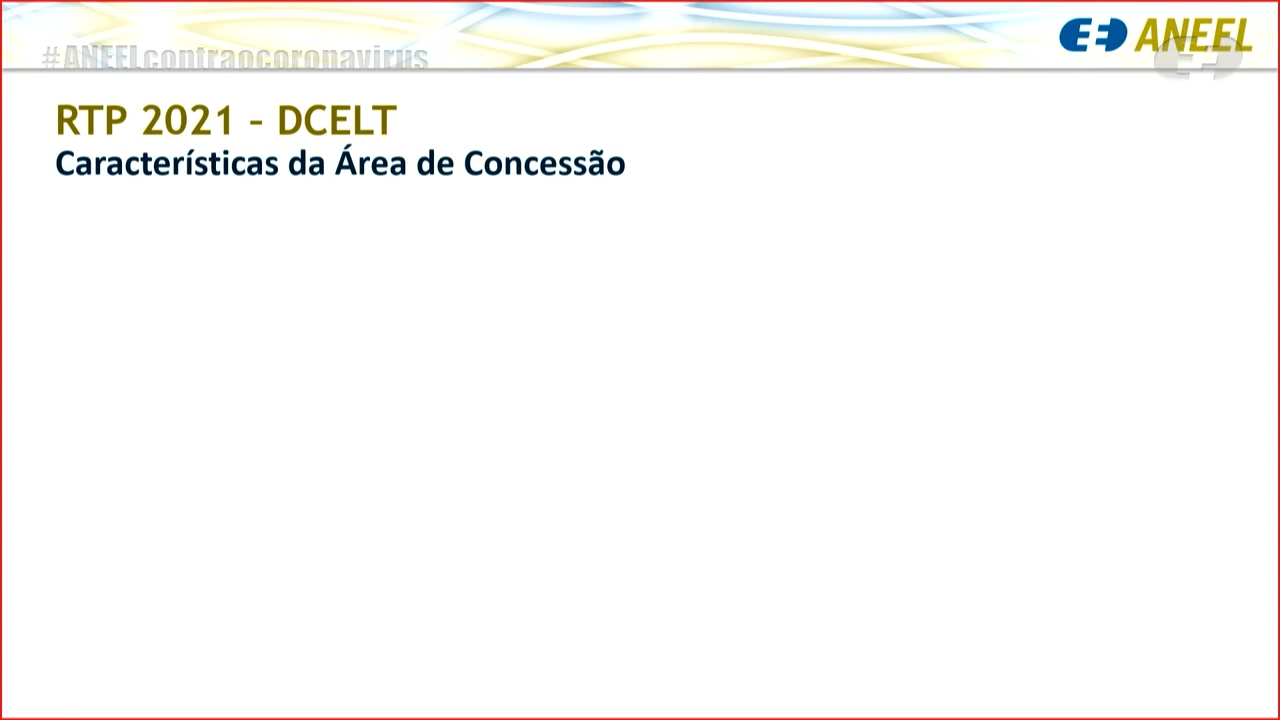 #ANEELcontraocoronavirus
ANEEL
RTP 2021 - DCELT
Características da Área de Concessão